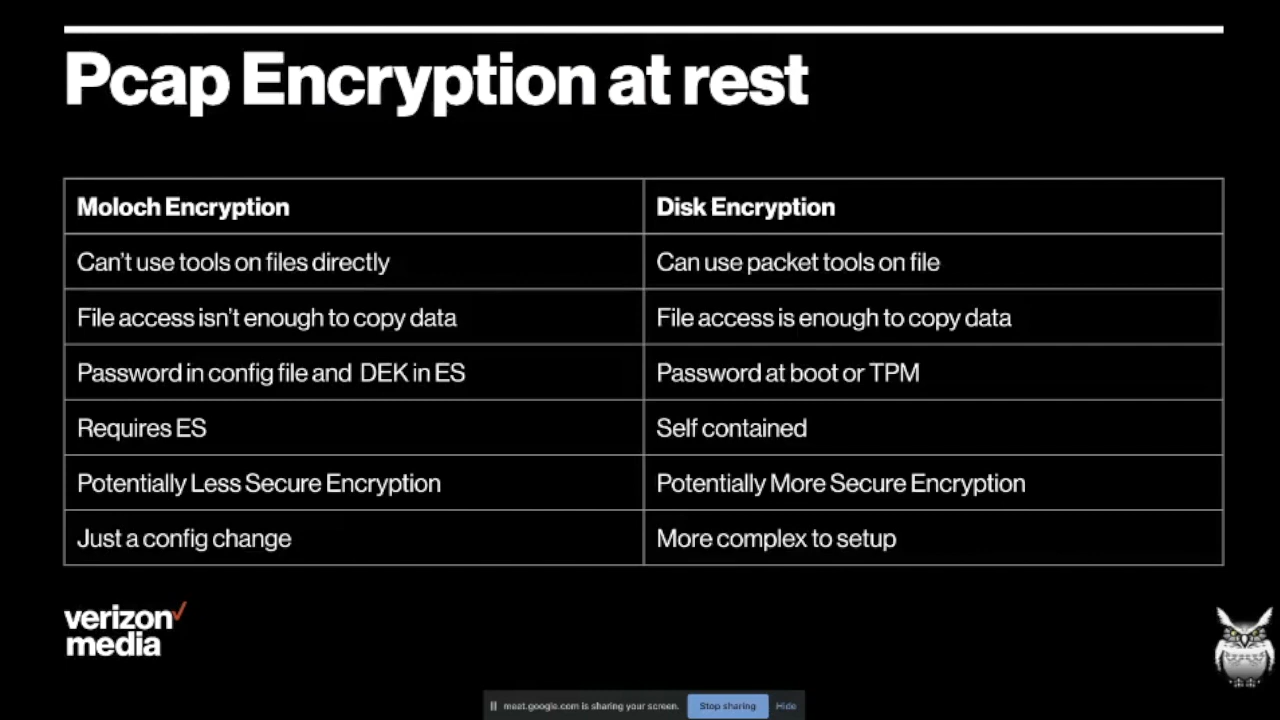 Pcap Encryption at rest
Moloch Encryption
Disk Encryption
Can't use tools on files directly
Can use packet tools on file
File access isn't enough to copy data
File access is enough to copy data
Password in config file and DEK in ES
Password at boot or TPM
Requires ES
Self contained
Potentially Less Secure Encryption
Potentially More Secure Encryption
Just a config change
More complex to setup
verizon
media
meet.google.com is sharing your screen.
Stop sharing
Hide